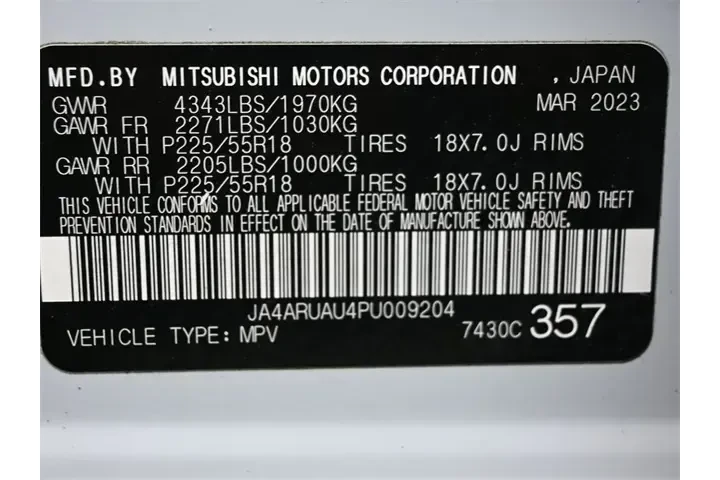 MFD.BY MITSUBISHI MOTORS CORPORATION , JAPAN
GVWR 4343LBS/1970KG MAR 2023
GAWR FR 2271LBS/1030KG
WITH P225/55R18 TIRES 18X7.0J RIMS
GAWR RR 2205LBS/1000KG
WITH P225/55R18 TIRES 18X7.0J RIMS
THIS VEHICLE CONFORMS TO ALL APPLICABLE FEDERAL MOTOR VEHICLE SAFETY AND THEFT
PREVENTION STANDARDS IN EFFECT ON THE DATE OF MANUFACTURE SHOWN ABOVE.
JA4ARUAU4PU009204
VEHICLE TYPE: MPV 7430C 357